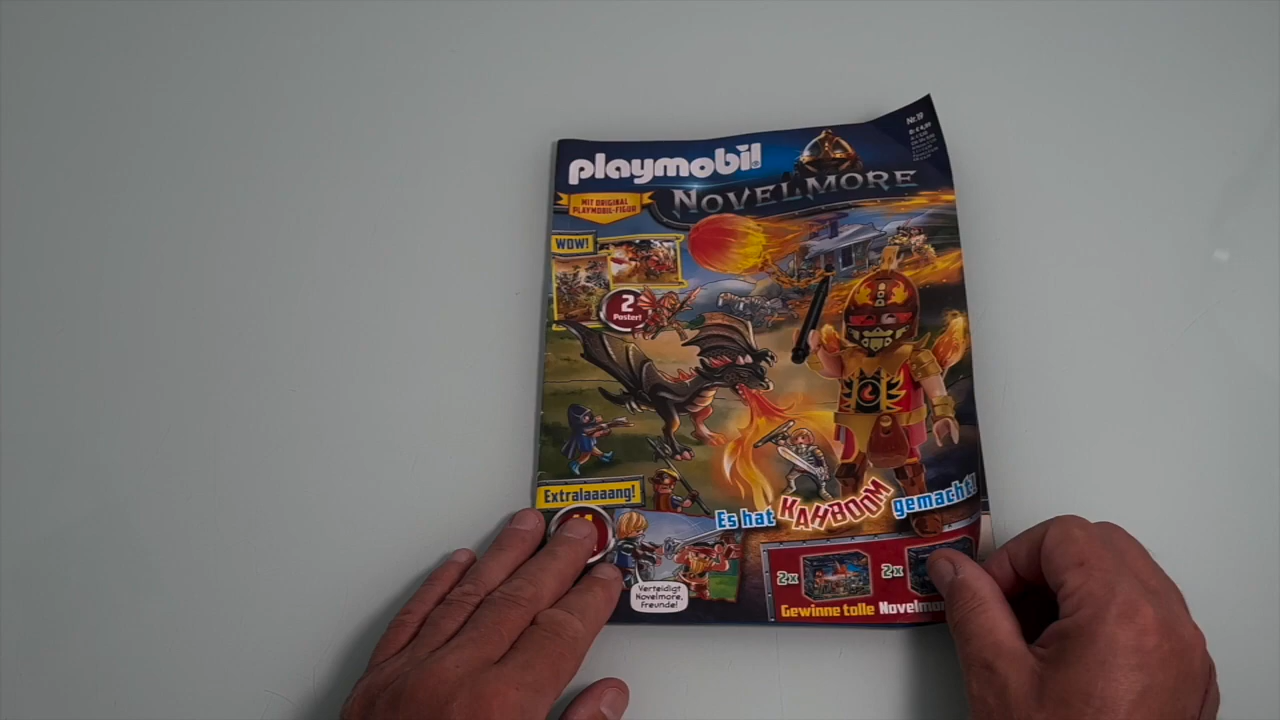 playmobil
NOVELMORE
Nr.19
MIT ORIGINAL
PLAYMOBIL-FIGUR
WOW!
2
Poster!
Extralaaaang!
Es hat KAHBOOM gemacht!
Verteidigt
Novelmore,
Freunde!
2x
2x
Gewinne tolle